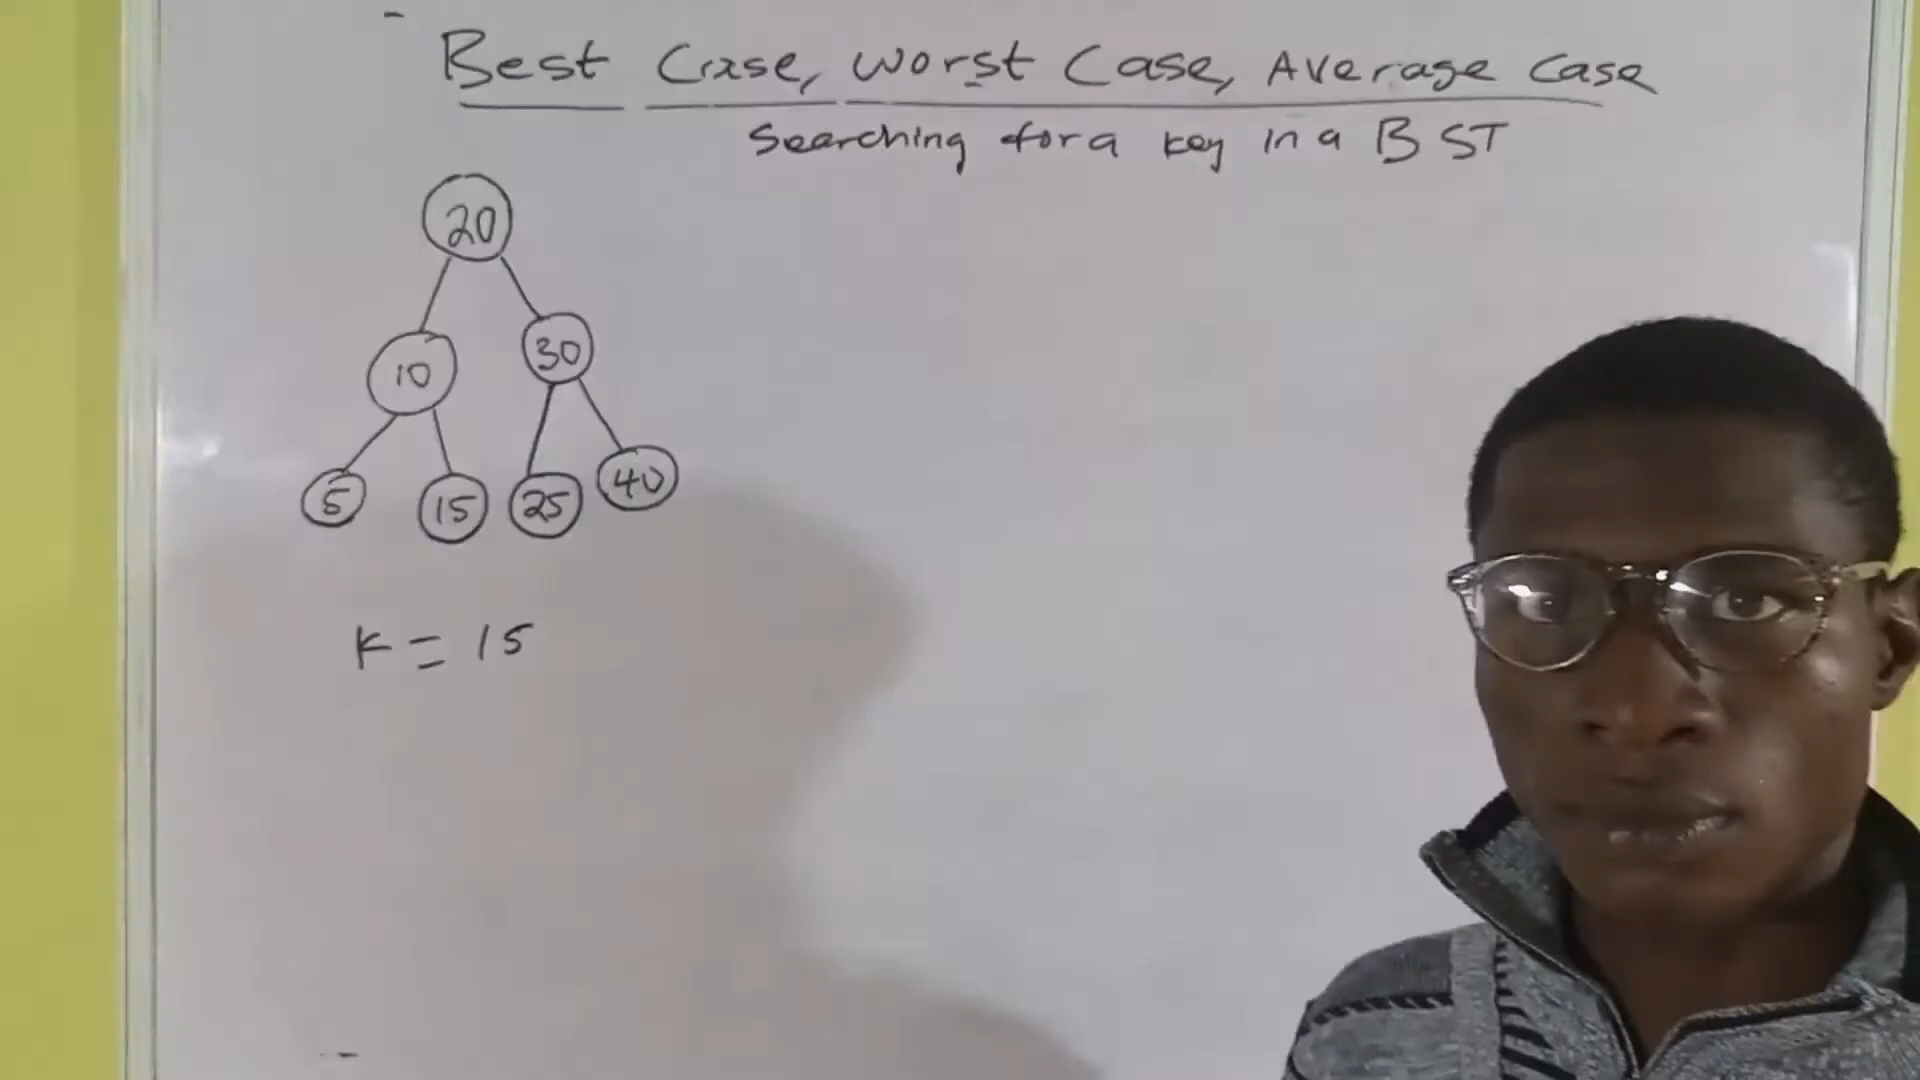 Best Case, Worst Case, Average Case
Searching for a key in a BST
20
10 30
5 15 25 40
K = 15